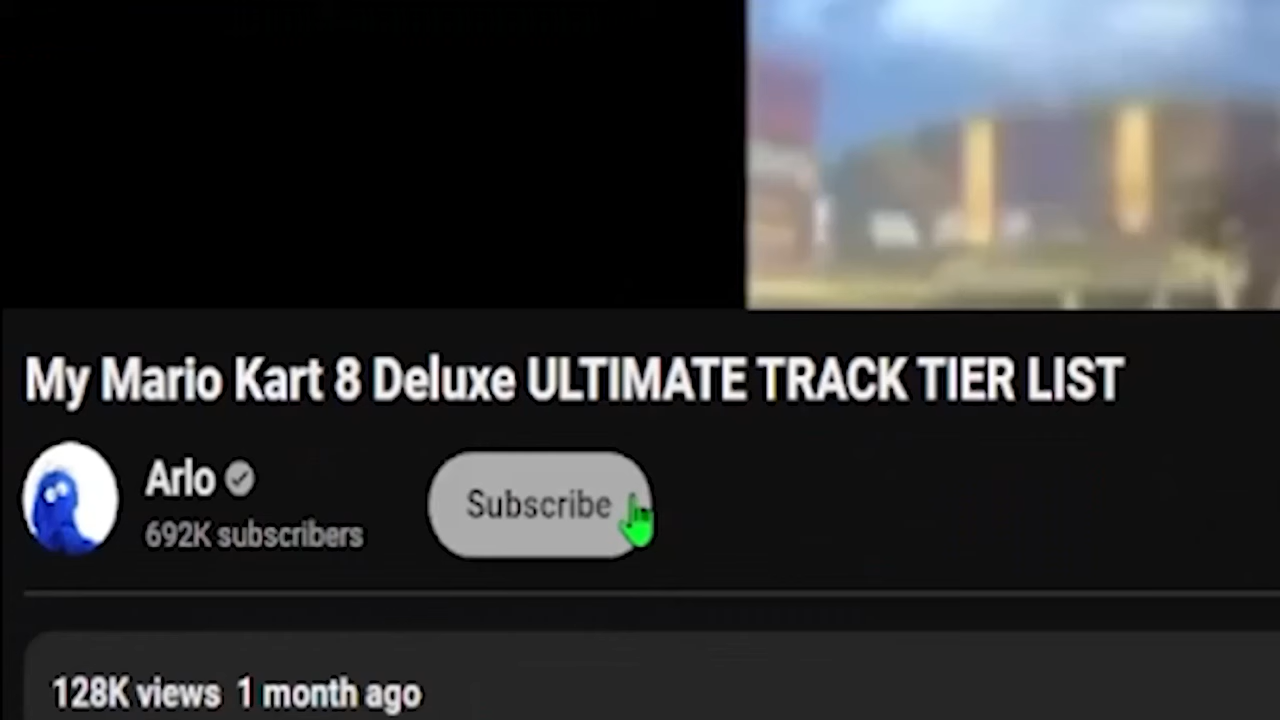 My Mario Kart 8 Deluxe ULTIMATE TRACK TIER LIST
Arlo
692K subscribers
Subscribe
128K views 1 month ago